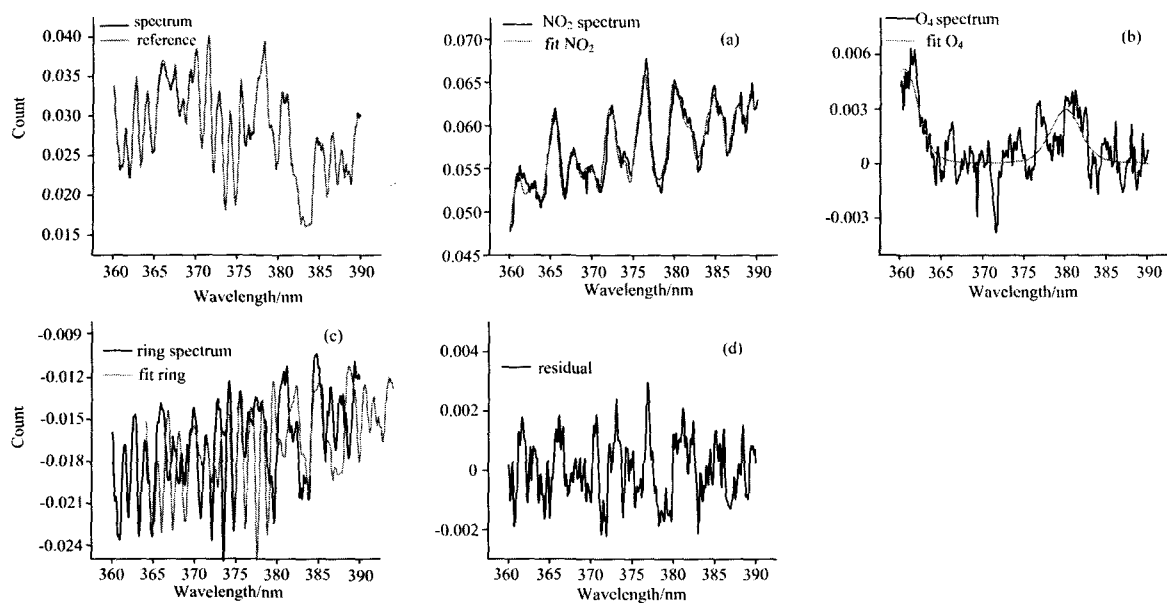 spectrum
reference
0.040
0.035
0.030
0.025
0.020
0.015
Count
360 365 370 375 380 385 390
Wavelength/nm
NO₂ spectrum
fit NO₂
(a)
0.070
0.065
0.060
0.055
0.050
0.045
360 365 370 375 380 385 390
Wavelength/nm
O₄ spectrum
fit O₄
(b)
0.006
0.003
0
-0.003
360 365 370 375 380 385 390
Wavelength/nm
ring spectrum
fit ring
(c)
-0.009
-0.012
-0.015
-0.018
-0.021
-0.024
Count
360 365 370 375 380 385 390
Wavelength/nm
residual
(d)
0.004
0.002
0
-0.002
360 365 370 375 380 385 390
Wavelength/nm